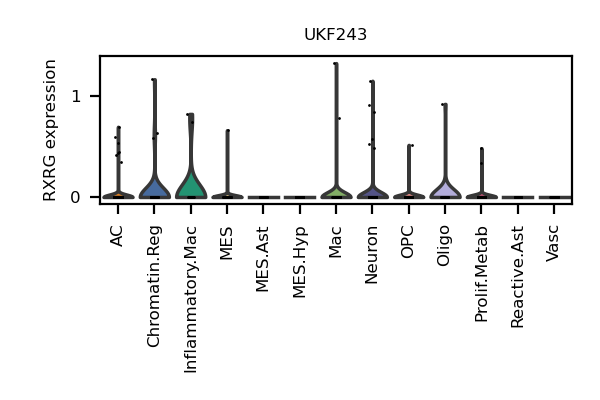 UKF243
RXRG expression
1
0
AC
Chromatin.Reg
Inflammatory.Mac
MES
MES.Ast
MES.Hyp
Mac
Neuron
OPC
Oligo
Prolif.Metab
Reactive.Ast
Vasc